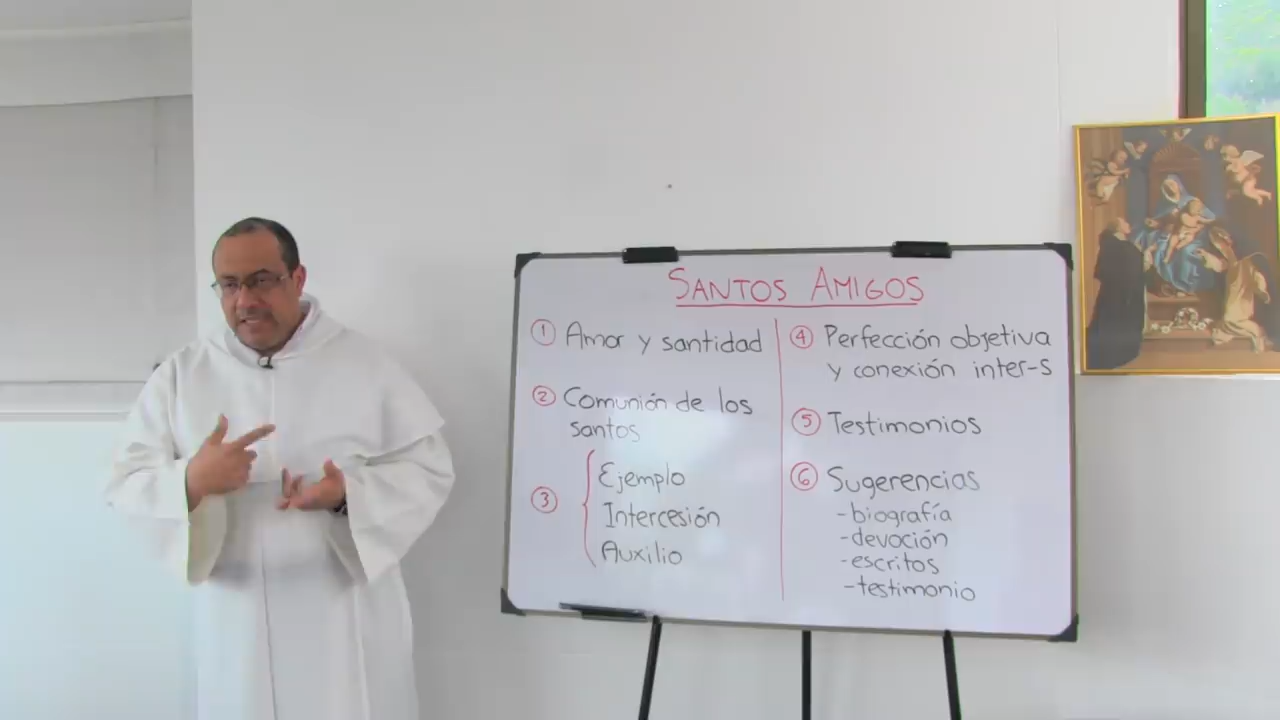 SANTOS AMIGOS
1 Amor y santidad
2 Comunión de los
santos
3 Ejemplo
Intercesión
Auxilio
4 Perfección objetiva
y conexión inter-s
5 Testimonios
6 Sugerencias
-biografía
-devoción
-escritos
-testimonio